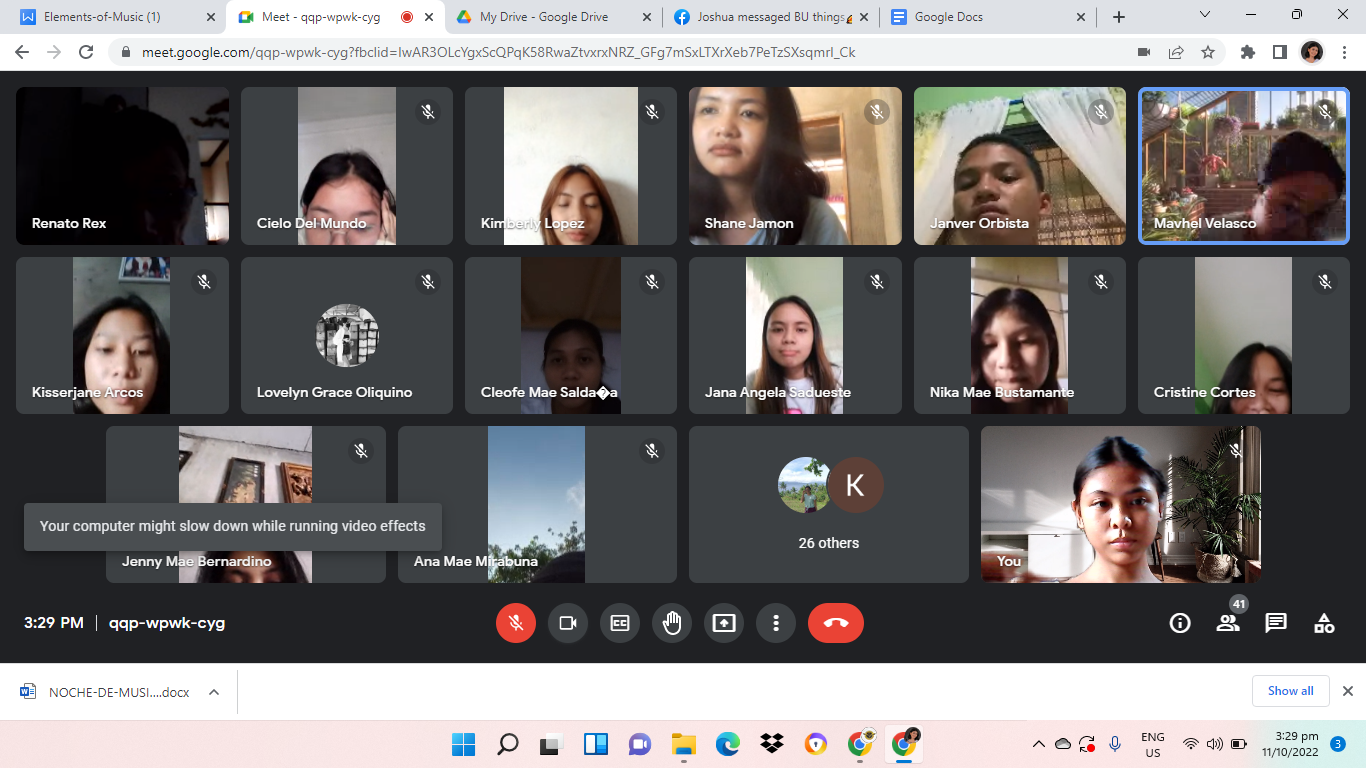 Elements-of-Music (1)
Meet - qqp-wpwk-cyg
My Drive - Google Drive
Joshua messaged BU things
Google Docs
meet.google.com/qqp-wpwk-cyg?fbclid=IwAR3OLcYgxScQPqK58RwaZtvxrxNRZ_GFg7mSxLTXrXeb7PeTzSXsqmrI_Ck
Renato Rex
Cielo Del Mundo
Kimberly Lopez
Shane Jamon
Janver Orbista
Mavhel Velasco
Kisserjane Arcos
Lovelyn Grace Oliquino
Cleofe Mae Salda�a
Jana Angela Sadueste
Nika Mae Bustamante
Cristine Cortes
Your computer might slow down while running video effects
Jenny Mae Bernardino
Ana Mae Mirabuna
K
26 others
You
3:29 PM | qqp-wpwk-cyg
CC
41
NOCHE-DE-MUSI....docx
Show all
ENG
US
3:29 pm
11/10/2022
3